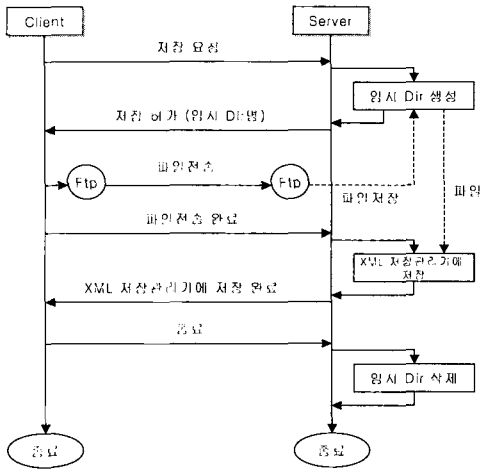 Client Server
저장 요청
임시 Dir 생성
저장 허가 (임시 Dir명)
파일전송
Ftp Ftp
파일저장 파일
파일전송 완료
XML 저장관리기에
저장
XML 저장관리기에 저장 완료
종료
임시 Dir 삭제
종료 종료